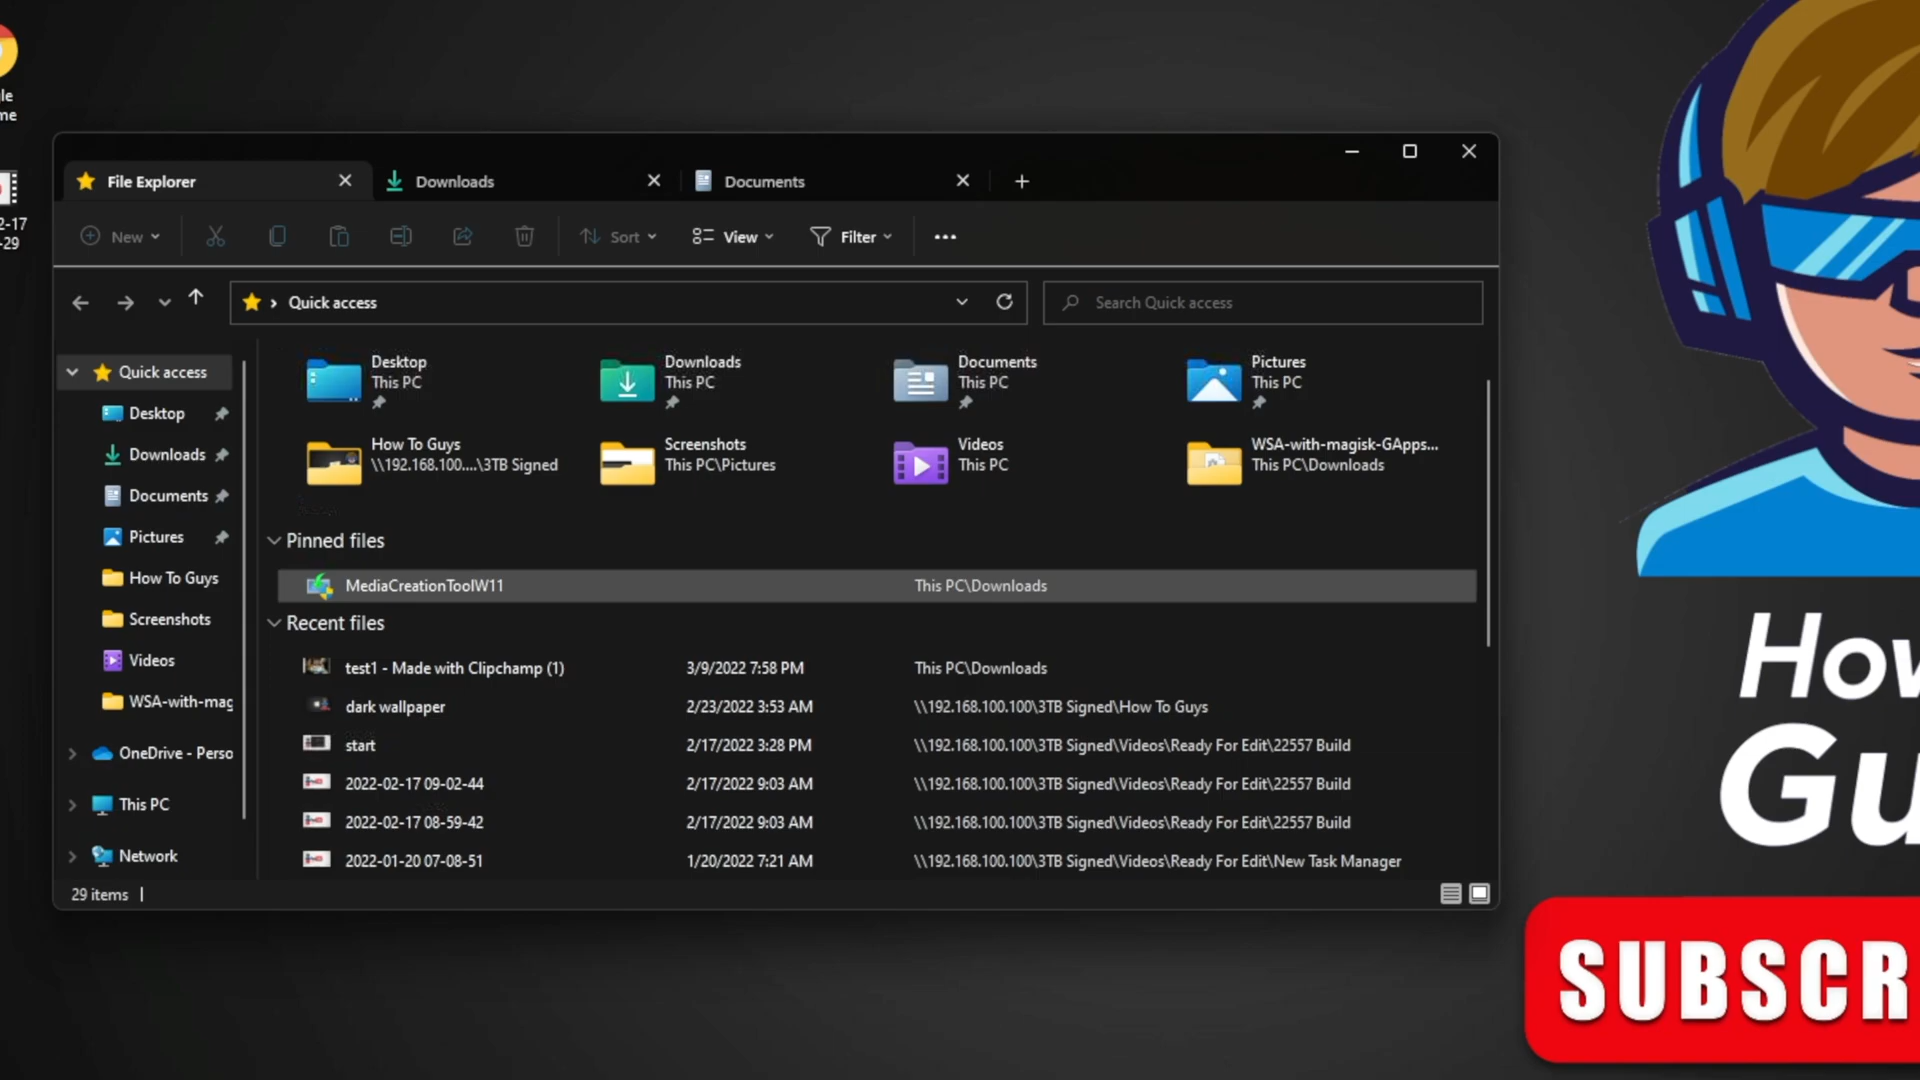 le
me
2-17
-29
File Explorer
Downloads
Documents
New
Sort
View
Filter
Quick access
Search Quick access
Quick access
Desktop
Downloads
Documents
Pictures
How To Guys
Screenshots
Videos
WSA-with-mag
OneDrive - Perso
This PC
Network
Desktop
This PC
Downloads
This PC
Documents
This PC
Pictures
This PC
How To Guys
\\192.168.100....\3TB Signed
Screenshots
This PC\Pictures
Videos
This PC
WSA-with-magisk-GApps...
This PC\Downloads
Pinned files
MediaCreationToolW11 This PC\Downloads
Recent files
test1 - Made with Clipchamp (1) 3/9/2022 7:58 PM This PC\Downloads
dark wallpaper 2/23/2022 3:53 AM \\192.168.100.100\3TB Signed\How To Guys
start 2/17/2022 3:28 PM \\192.168.100.100\3TB Signed\Videos\Ready For Edit\22557 Build
2022-02-17 09-02-44 2/17/2022 9:03 AM \\192.168.100.100\3TB Signed\Videos\Ready For Edit\22557 Build
2022-02-17 08-59-42 2/17/2022 9:03 AM \\192.168.100.100\3TB Signed\Videos\Ready For Edit\22557 Build
2022-01-20 07-08-51 1/20/2022 7:21 AM \\192.168.100.100\3TB Signed\Videos\Ready For Edit\New Task Manager
29 items
How
Gu
SUBSCR